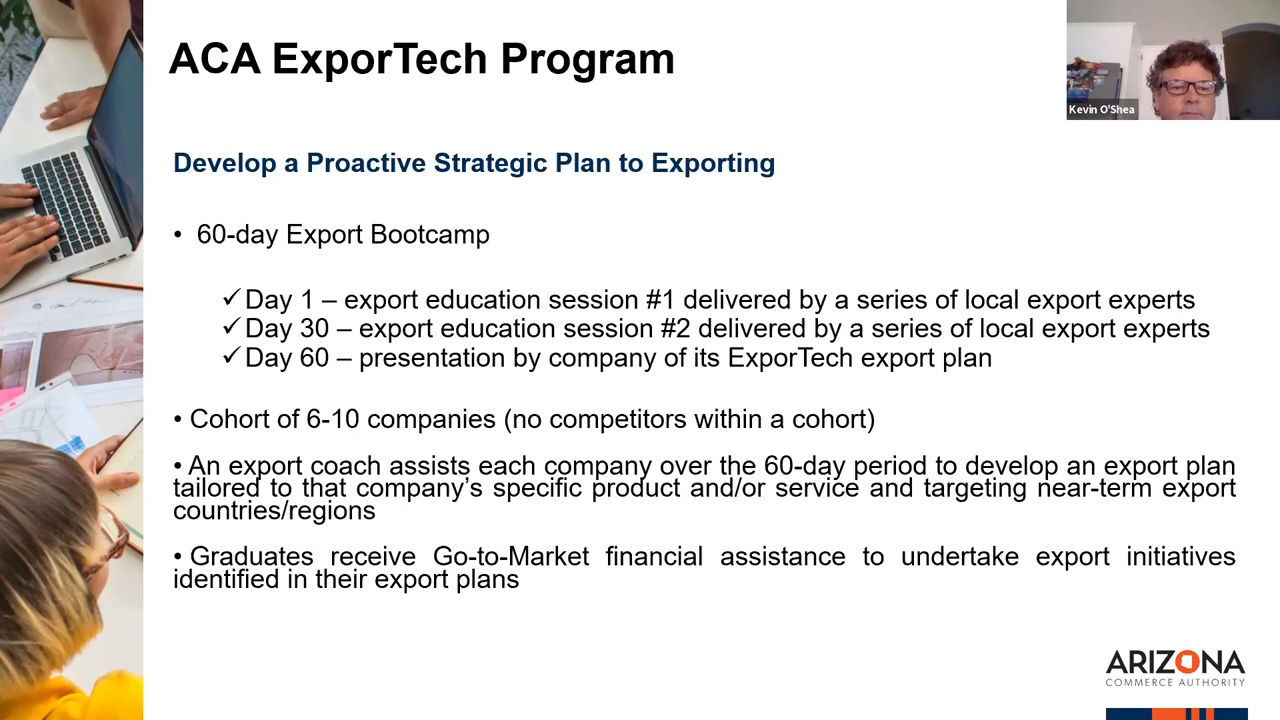 ACA ExporTech Program
Kevin O'Shea
Develop a Proactive Strategic Plan to Exporting
• 60-day Export Bootcamp
✓Day 1 – export education session #1 delivered by a series of local export experts
✓Day 30 – export education session #2 delivered by a series of local export experts
✓Day 60 – presentation by company of its ExporTech export plan
• Cohort of 6-10 companies (no competitors within a cohort)
• An export coach assists each company over the 60-day period to develop an export plan
tailored to that company’s specific product and/or service and targeting near-term export
countries/regions
• Graduates receive Go-to-Market financial assistance to undertake export initiatives
identified in their export plans
ARIZONA
COMMERCE AUTHORITY